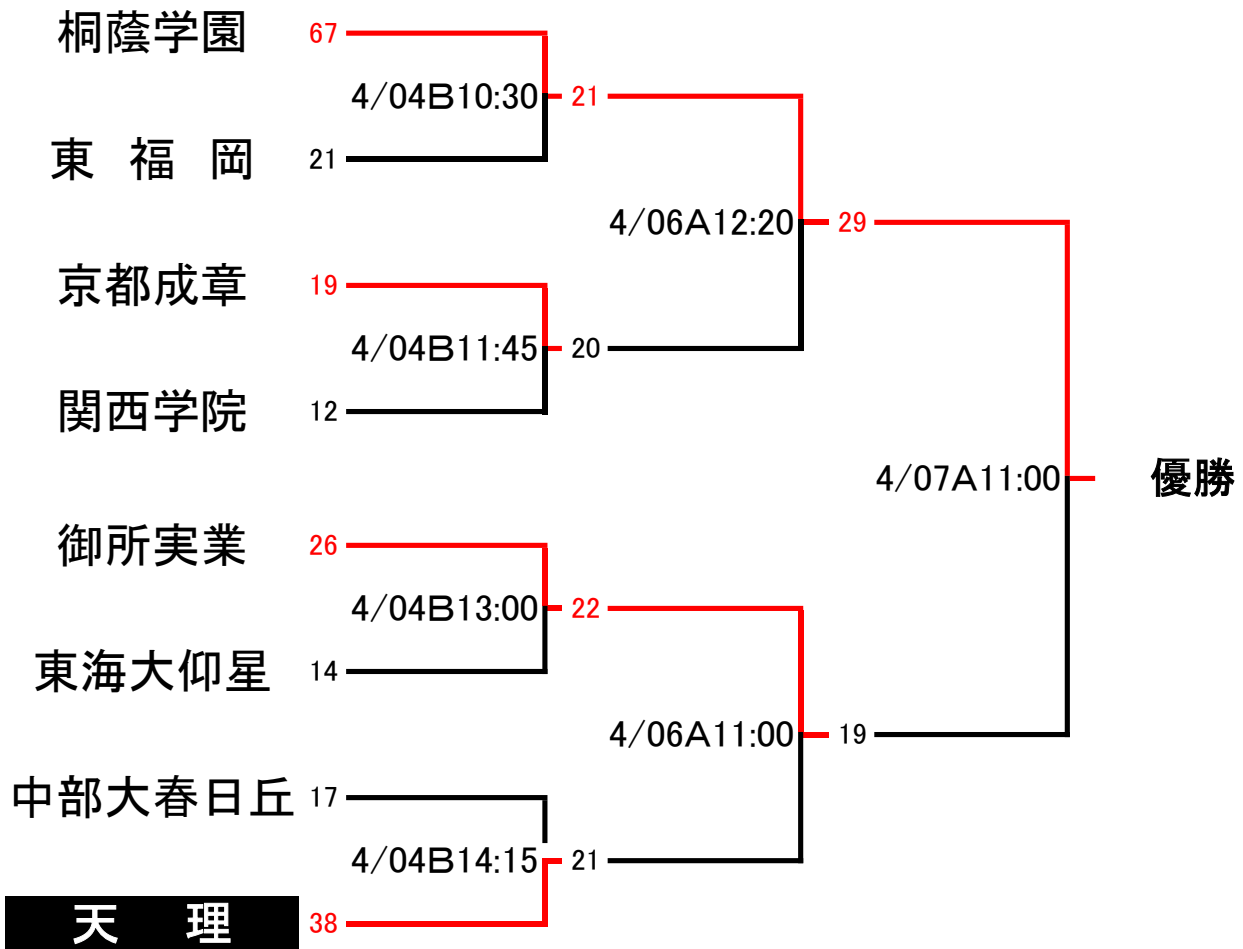 桐蔭学園 67
4/04B10:30 21
東 福 岡 21
4/06A12:20 29
京都成章 19
4/04B11:45 20
関西学院 12
4/07A11:00 優勝
御所実業 26
4/04B13:00 22
東海大仰星 14
4/06A11:00 19
中部大春日丘 17
4/04B14:15 21
天 理 38